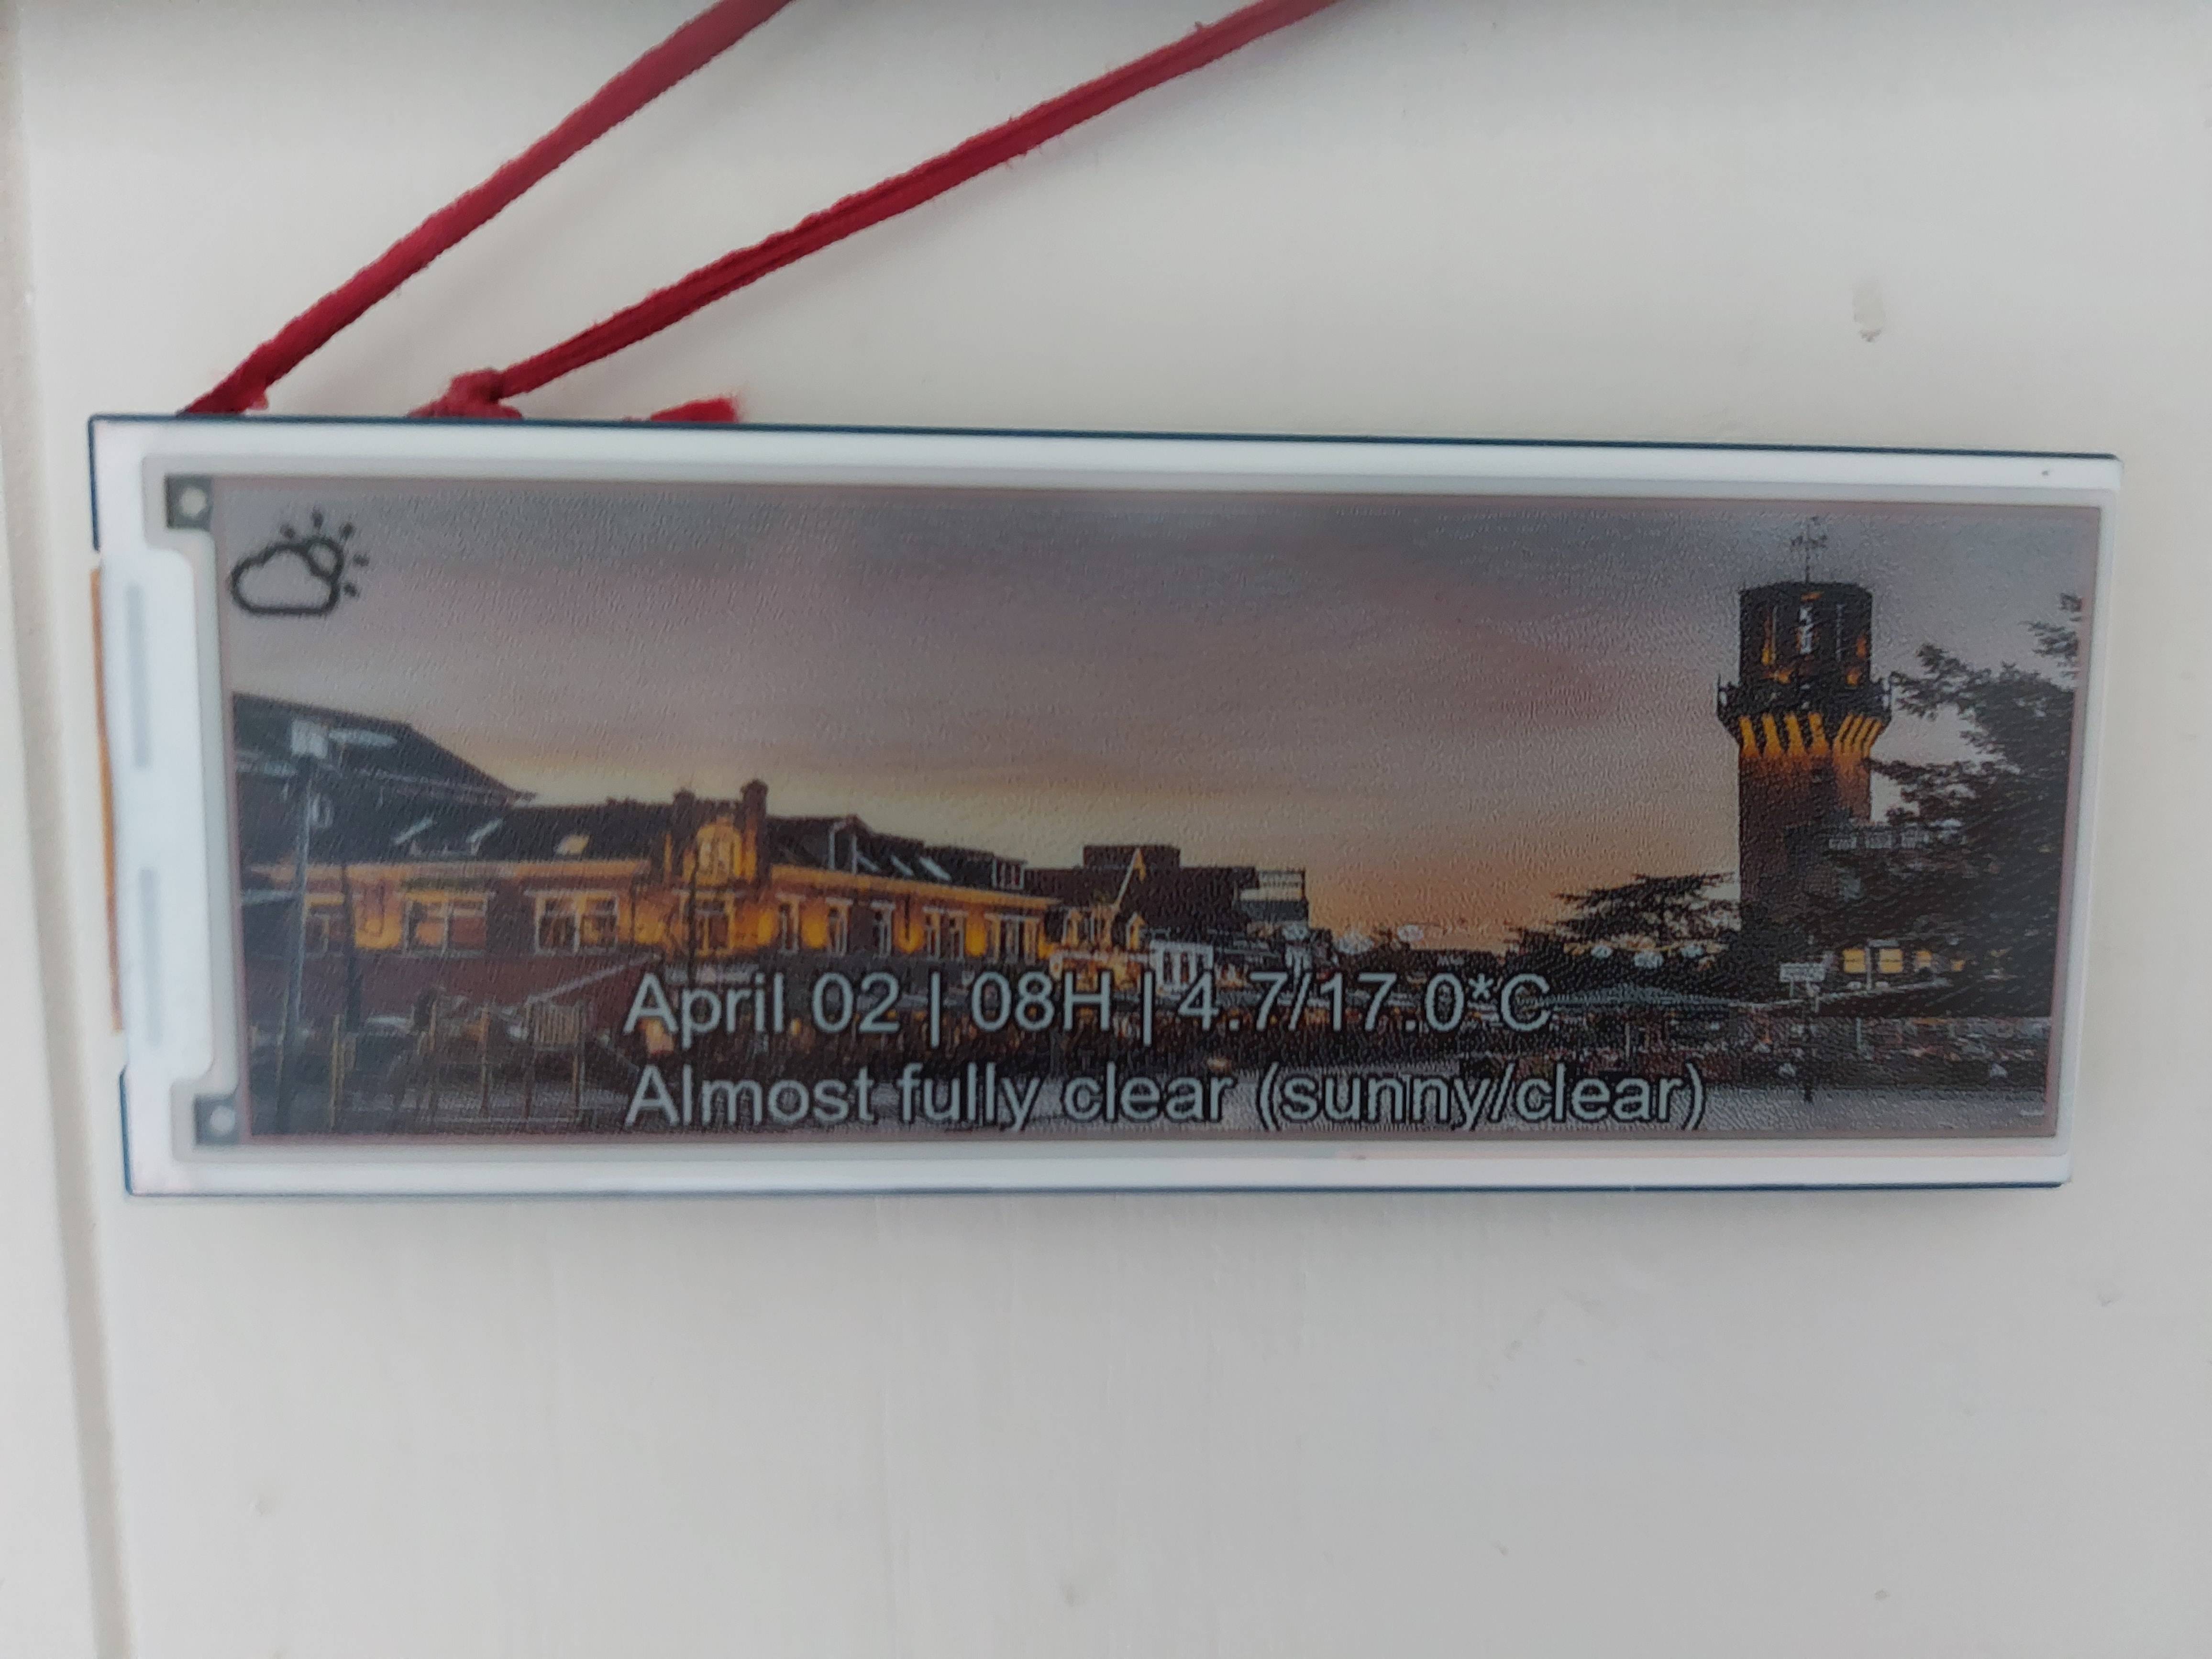 April 02 | 08H | 4.7/17.0*C
Almost fully clear (sunny/clear)